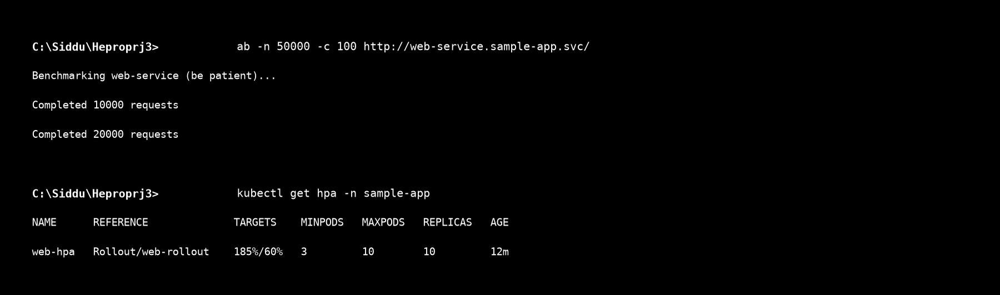 C:\Siddu\Heproprj3> ab -n 50000 -c 100 http://web-service.sample-app.svc/
Benchmarking web-service (be patient)...
Completed 10000 requests
Completed 20000 requests
C:\Siddu\Heproprj3> kubectl get hpa -n sample-app
NAME REFERENCE TARGETS MINPODS MAXPODS REPLICAS AGE
web-hpa Rollout/web-rollout 185%/60% 3 10 10 12m